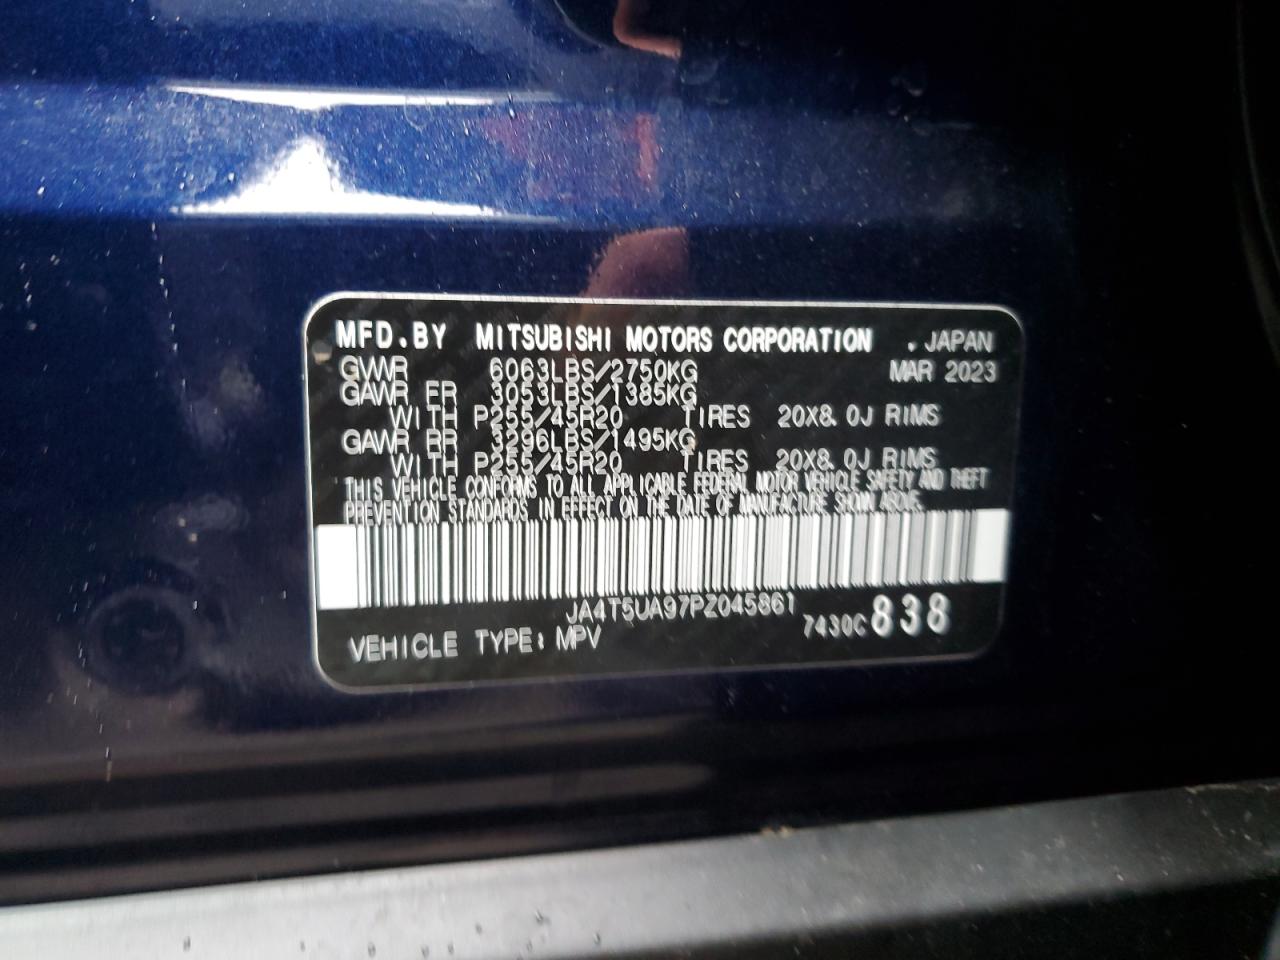 MFD.BY MITSUBISHI MOTORS CORPORATION . JAPAN
GVWR 6063LBS/2750KG MAR 2023
GAWR FR 3053LBS/1385KG
WITH P255/45R20 TIRES 20X8.0J RIMS
GAWR RR 3296LBS/1495KG
WITH P255/45R20 TIRES 20X8.0J RIMS
THIS VEHICLE CONFORMS TO ALL APPLICABLE FEDERAL MOTOR VEHICLE SAFETY AND THEFT
PREVENTION STANDARDS IN EFFECT ON THE DATE OF MANUFACTURE SHOWN ABOVE.
JA4T5UA97PZ045861
VEHICLE TYPE: MPV 7430C838